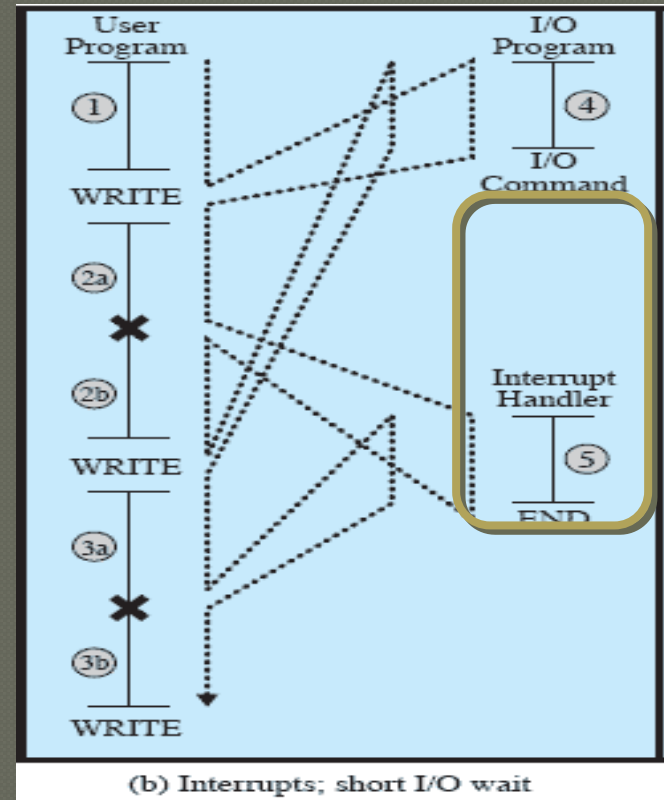 User
Program
1
WRITE
2a
2b
WRITE
3a
3b
WRITE
I/O
Program
4
I/O
Command
Interrupt
Handler
5
END
(b) Interrupts; short I/O wait